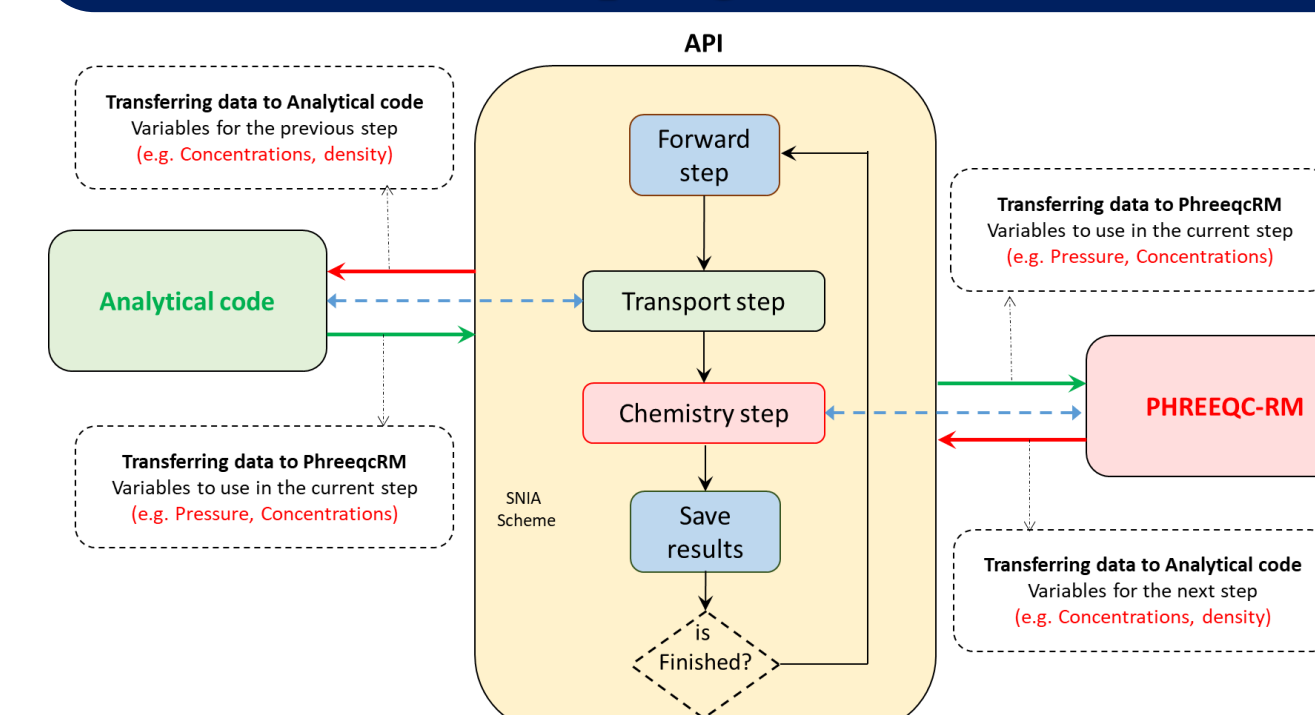 API
Transferring data to Analytical code
Variables for the previous step
(e.g. Concentrations, density)
Analytical code
Transferring data to PhreeqcRM
Variables to use in the current step
(e.g. Pressure, Concentrations)
Forward
step
Transport step
Chemistry step
Save
results
is
Finished?
SNIA
Scheme
Transferring data to PhreeqcRM
Variables to use in the current step
(e.g. Pressure, Concentrations)
PHREEQC-RM
Transferring data to Analytical code
Variables for the next step
(e.g. Concentrations, density)